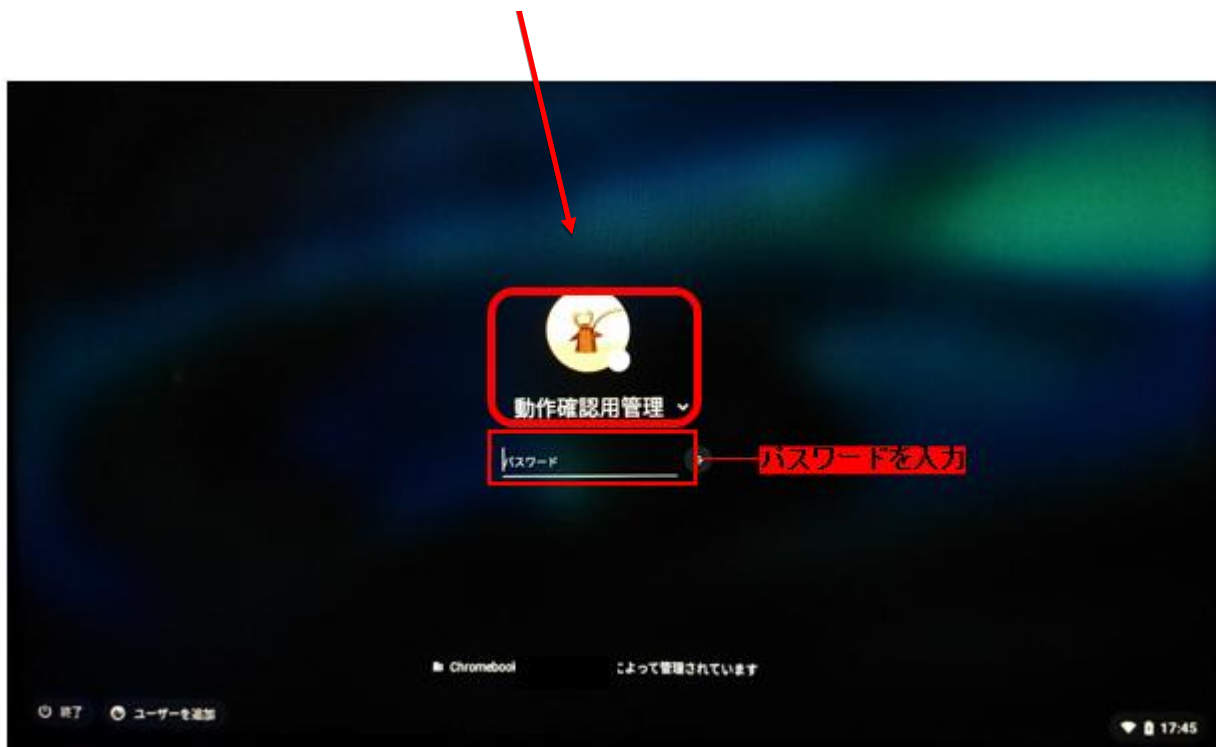 動作確認用管理
パスワード
パスワードを入力
Chromebook
によって管理されています
終了
ユーザーを追加
17:45